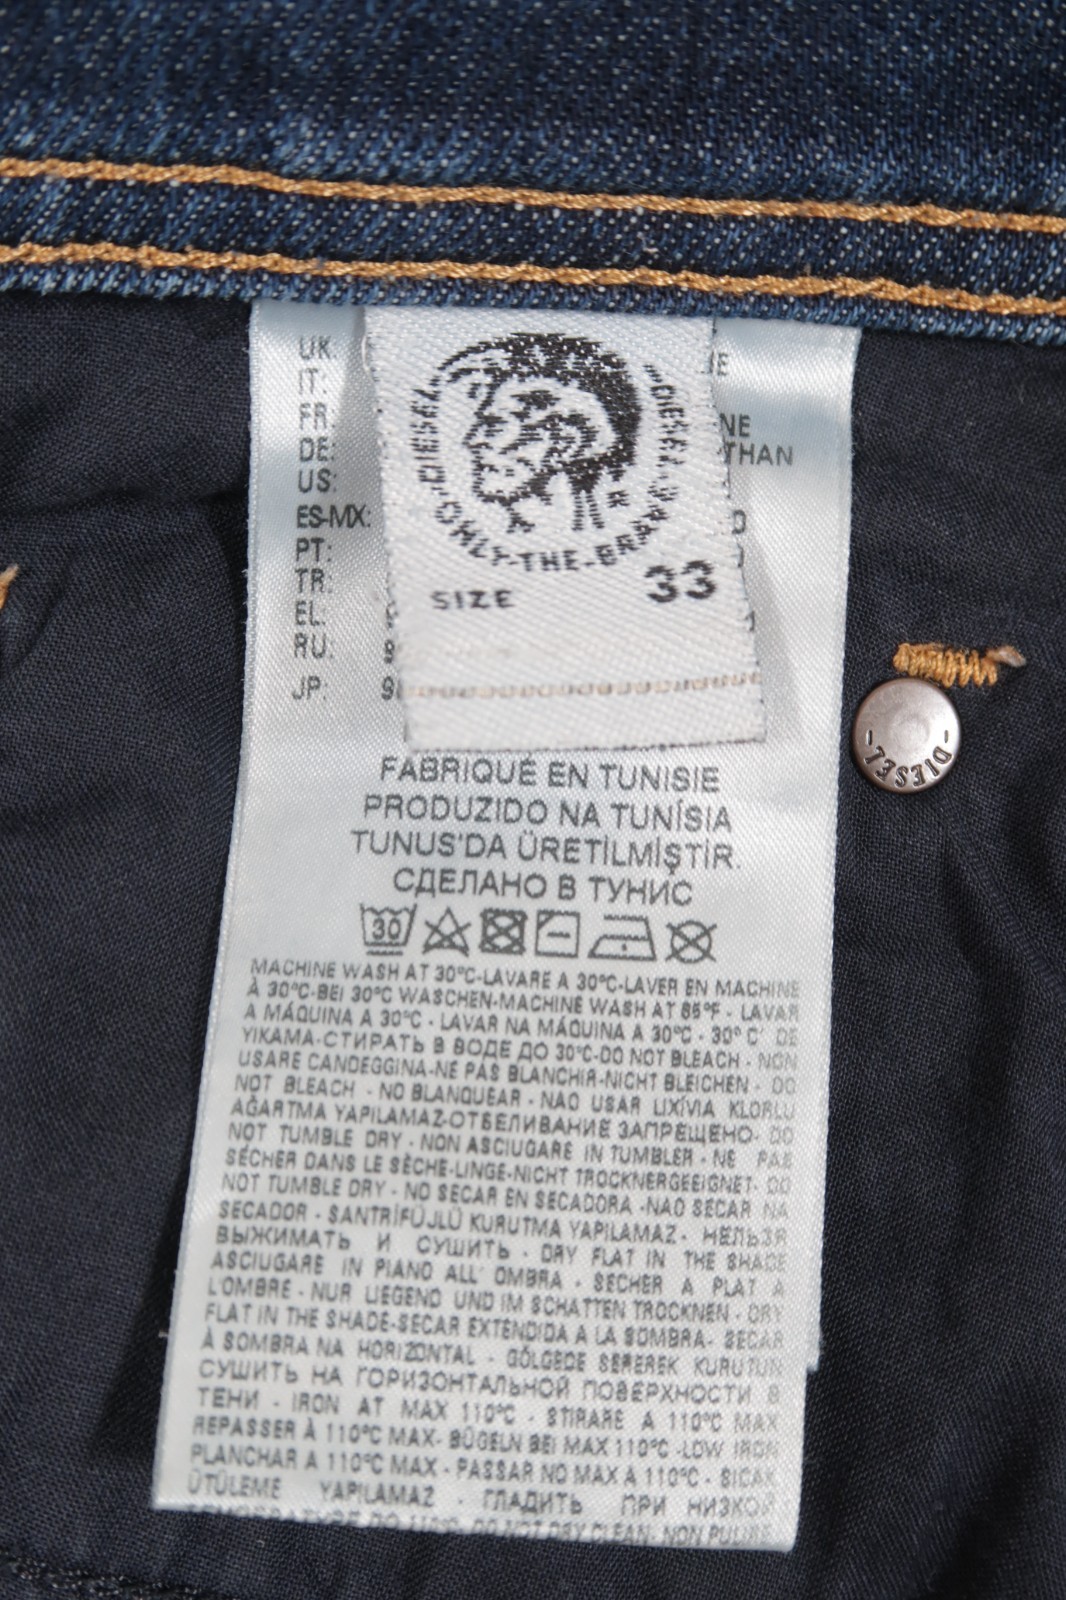 DIESEL·ONLY·THE·BRAVE
DIESEL
SIZE 33
UK
IT:
FR
DE:
US:
ES-MX:
PT:
TR:
EL:
RU:
JP:
NE
THAN
FABRIQUÉ EN TUNISIE
PRODUZIDO NA TUNÍSIA
TUNUS'DA ÜRETİLMİŞTİR.
СДЕЛАНО В ТУНИС
30
MACHINE WASH AT 30°C-LAVARE A 30°C-LAVER EN MACHINE
À 30°C-BEI 30°C WASCHEN-MACHINE WASH AT 85°F - LAVAR
A MÁQUINA A 30°C - LAVAR NA MÁQUINA A 30°C - 30° C' DE
YIKAMA-СТИРАТЬ В ВОДЕ ДО 30°C-DO NOT BLEACH - NON
USARE CANDEGGINA-NE PAS BLANCHIR-NICHT BLEICHEN - DO
NOT BLEACH - NO BLANQUEAR - NAO USAR LIXÍVIA KLORLU
AĞARTMA YAPILAMAZ-ОТБЕЛИВАНИЕ ЗАПРЕЩЕНО- DO
NOT TUMBLE DRY - NON ASCIUGARE IN TUMBLER - NE PAS
SÉCHER DANS LE SÈCHE-LINGE-NICHT TROCKNERGEEIGNET- DO
NOT TUMBLE DRY - NO SECAR EN SECADORA -NAO SECAR NA
SECADOR - SANTRİFÜJLÜ KURUTMA YAPILAMAZ - НЕЛЬЗЯ
ВЫЖИМАТЬ И СУШИТЬ - DRY FLAT IN THE SHADE
ASCIUGARE IN PIANO ALL' OMBRA - SÉCHER A PLAT A
L'OMBRE - NUR LIEGEND UND IM SCHATTEN TROCKNEN - DRY
FLAT IN THE SHADE-SECAR EXTENDIDA A LA SOMBRA- SECAR
À SOMBRA NA HORIZONTAL - GÖLGEDE SEREREK KURUTUN
СУШИТЬ НА ГОРИЗОНТАЛЬНОЙ ПОВЕРХНОСТИ В
ТЕНИ - IRON AT MAX 110°C - STIRARE A 110°C MAX
REPASSER À 110°C MAX- BÜGELN BEI MAX 110°C -LOW IRON
PLANCHAR A 110°C MAX - PASSAR NO MAX A 110°C - SICAK
ÜTÜLEME YAPILAMAZ - ГЛАДИТЬ ПРИ НИЗКОЙ
DO NOT DRY CLEAN- NON PULIRE
-DIESEL-